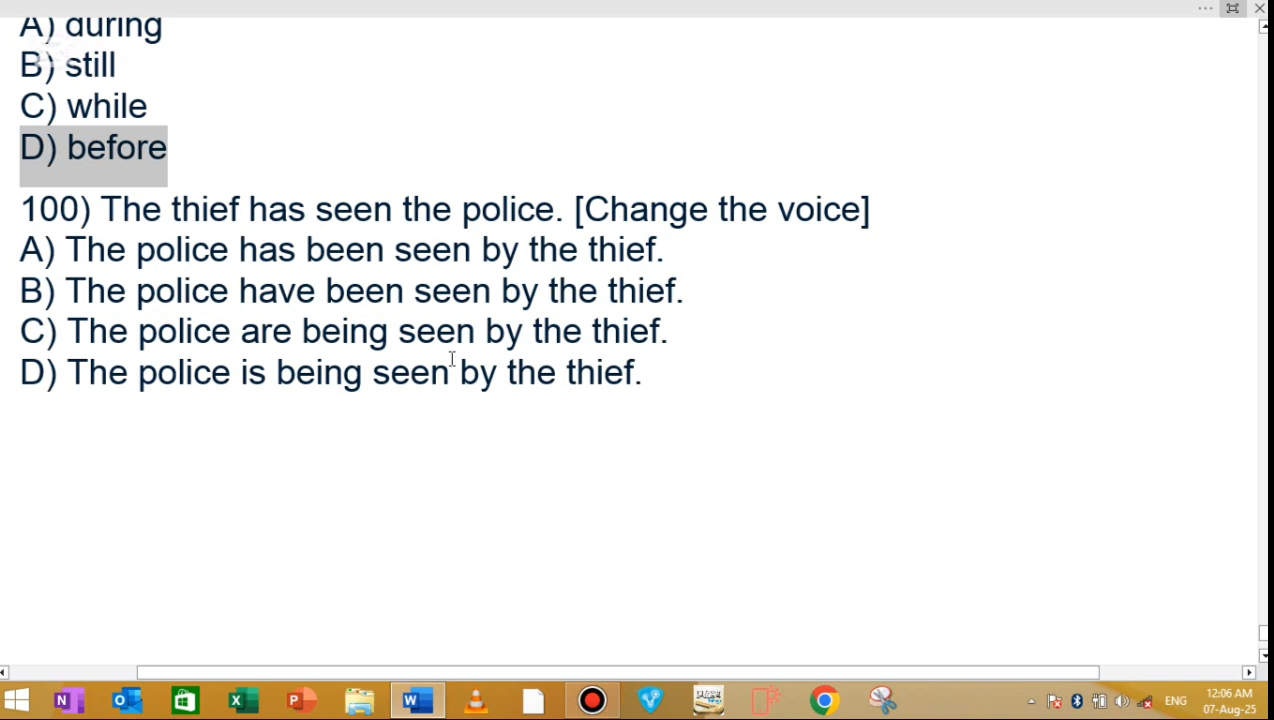 A) during
B) still
C) while
D) before
100) The thief has seen the police. [Change the voice]
A) The police has been seen by the thief.
B) The police have been seen by the thief.
C) The police are being seen by the thief.
D) The police is being seen by the thief.
ENG
12:06 AM
07-Aug-25